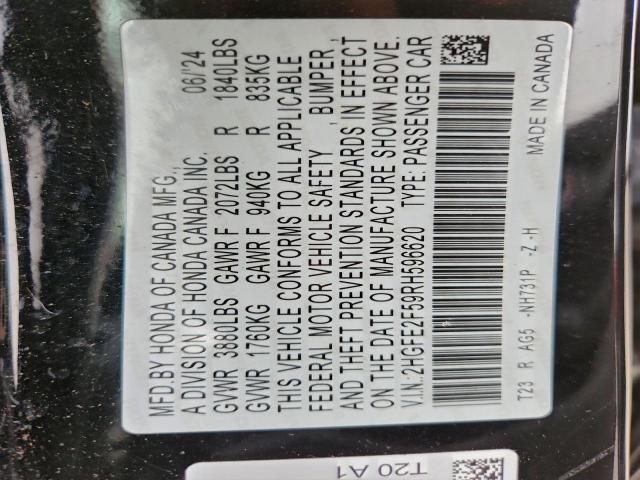 MFD.BY HONDA OF CANADA MFG.,
A DIVISION OF HONDA CANADA INC. 06/'24
GVWR 3880LBS GAWR F 2072LBS R 1840LBS
GVWR 1760KG GAWR F 940KG R 835KG
THIS VEHICLE CONFORMS TO ALL APPLICABLE
FEDERAL MOTOR VEHICLE SAFETY , BUMPER ,
AND THEFT PREVENTION STANDARDS IN EFFECT
ON THE DATE OF MANUFACTURE SHOWN ABOVE.
V.I.N.:2HGFE2F59RH596620 TYPE: PASSENGER CAR
T23 R AG5 -NH731P -Z -H MADE IN CANADA
T20 A1